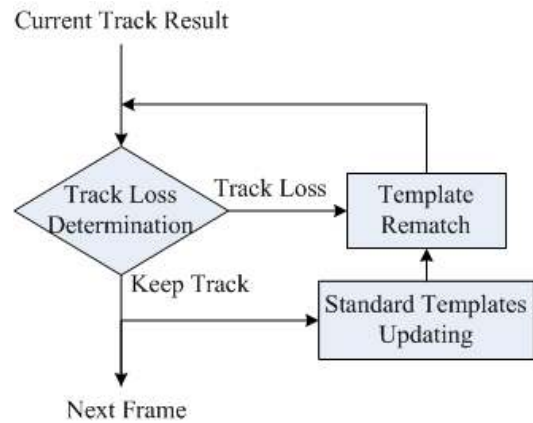 Current Track Result
Track Loss
Determination
Track Loss
Template
Rematch
Keep Track
Standard Templates
Updating
Next Frame